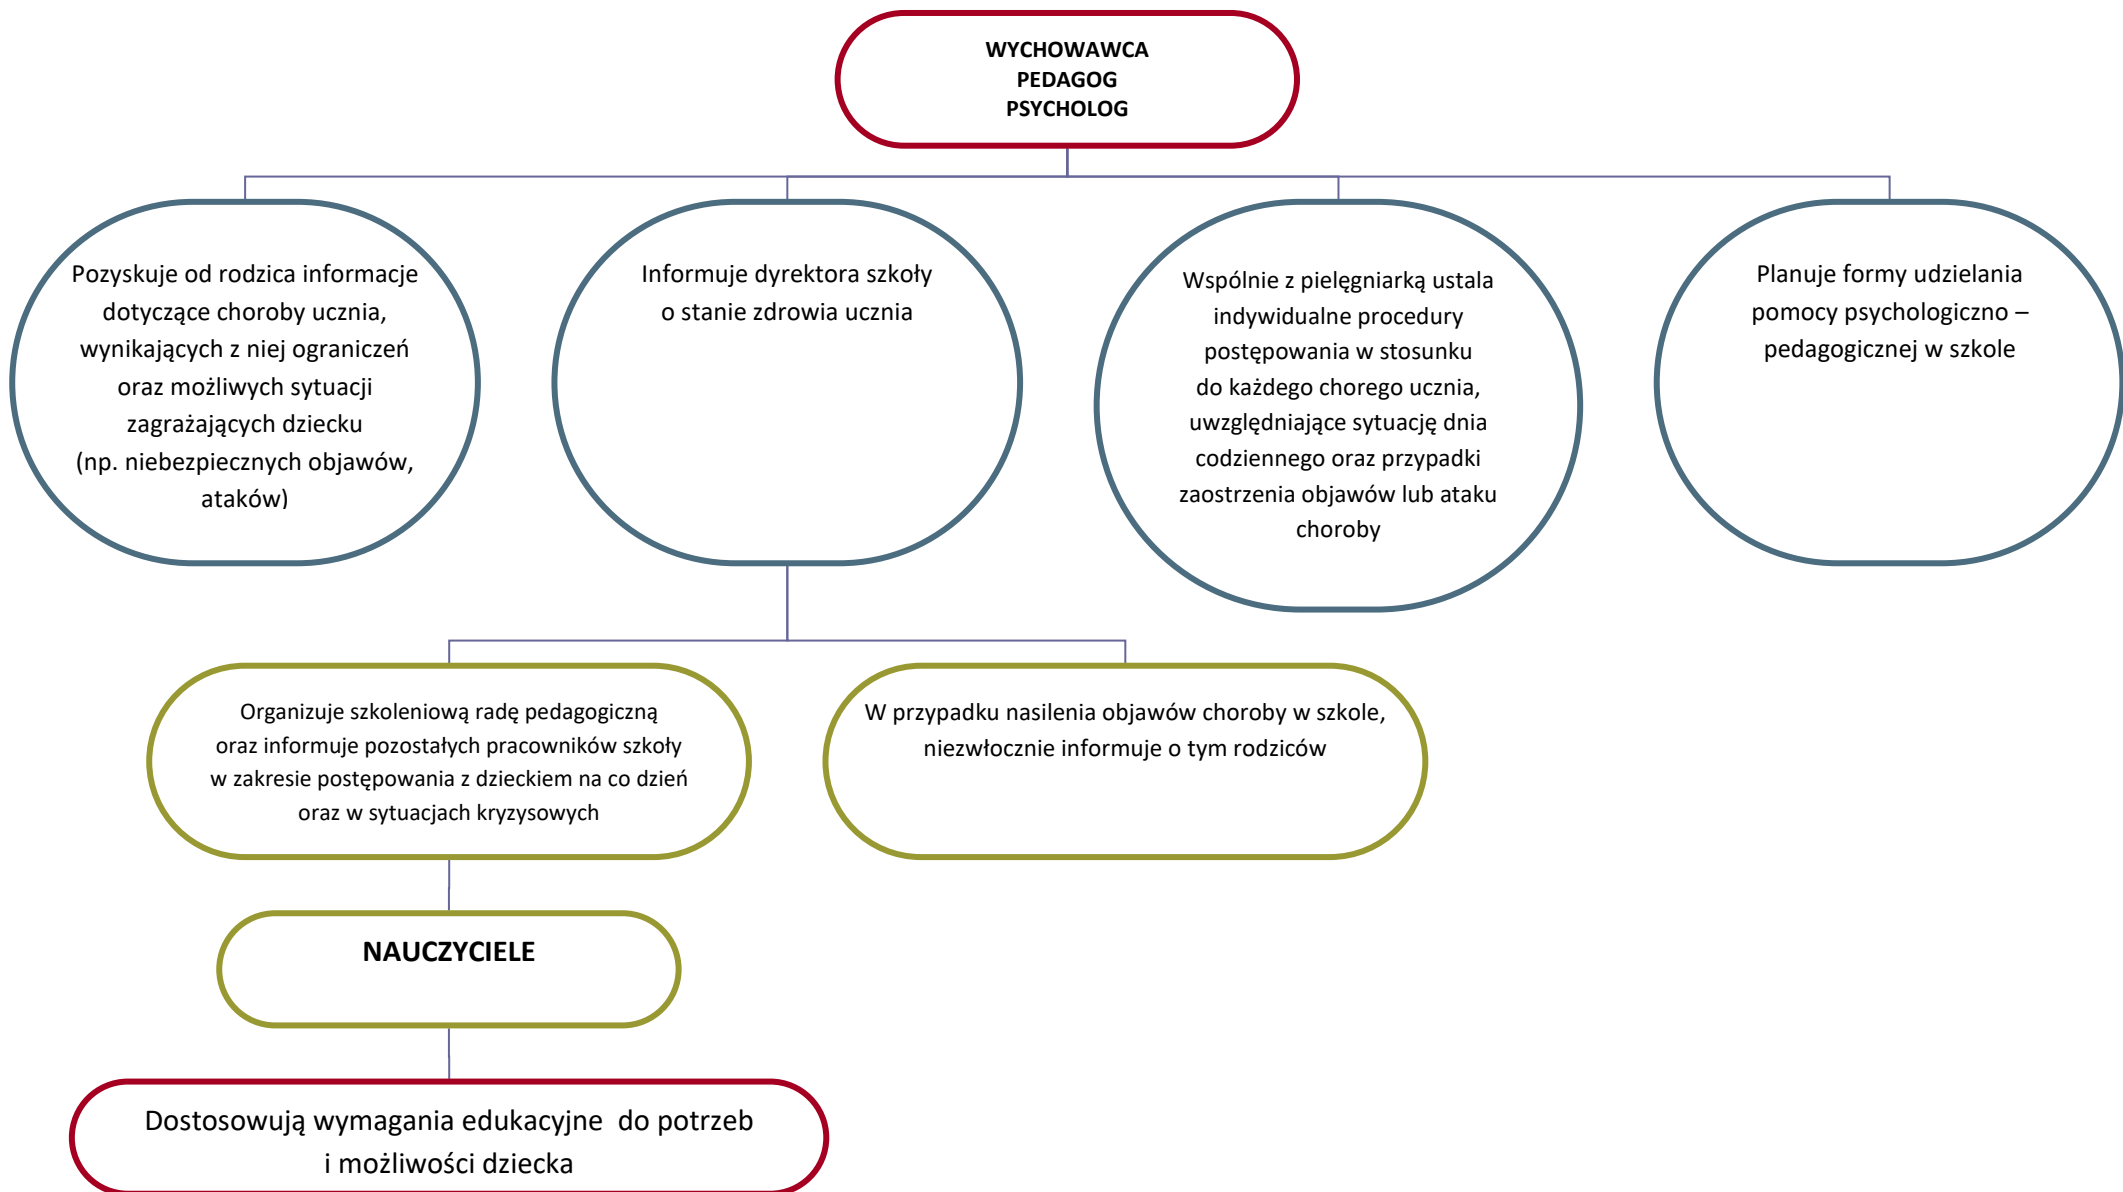 WYCHOWAWCA
PEDAGOG
PSYCHOLOG
Pozyskuje od rodzica informacje
dotyczące choroby ucznia,
wynikających z niej ograniczeń
oraz możliwych sytuacji
zagrażających dziecku
(np. niebezpiecznych objawów,
ataków)
Informuje dyrektora szkoły
o stanie zdrowia ucznia
Wspólnie z pielęgniarką ustala
indywidualne procedury
postępowania w stosunku
do każdego chorego ucznia,
uwzględniające sytuację dnia
codziennego oraz przypadki
zaostrzenia objawów lub ataku
choroby
Planuje formy udzielania
pomocy psychologiczno –
pedagogicznej w szkole
Organizuje szkoleniową radę pedagogiczną
oraz informuje pozostałych pracowników szkoły
w zakresie postępowania z dzieckiem na co dzień
oraz w sytuacjach kryzysowych
W przypadku nasilenia objawów choroby w szkole,
niezwłocznie informuje o tym rodziców
NAUCZYCIELE
Dostosowują wymagania edukacyjne  do potrzeb
i możliwości dziecka